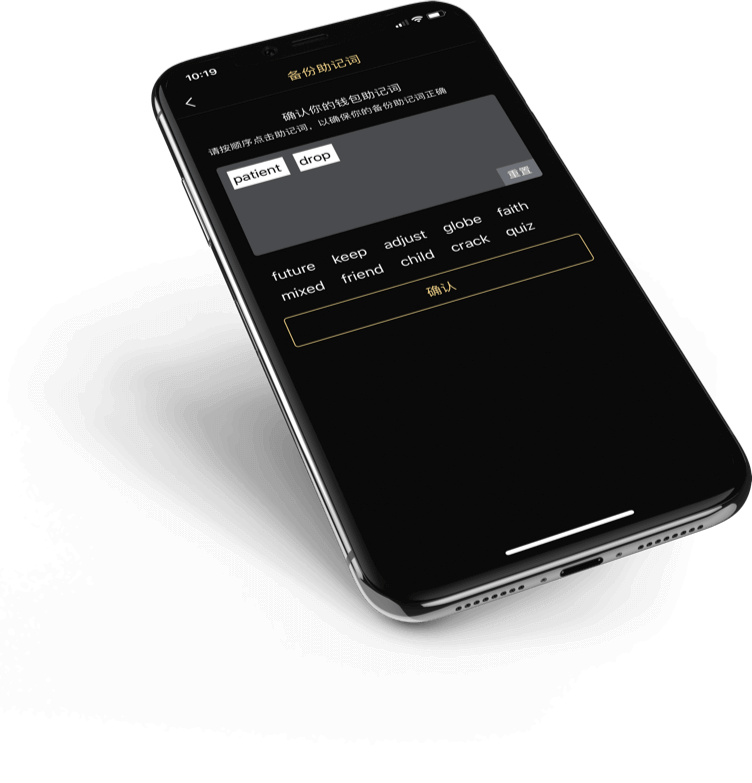 10:19
备份助记词
确认你的钱包助记词
请按顺序点击助记词，以确保你的备份助记词正确
patient drop
重置
future keep adjust globe faith
mixed friend child crack quiz
确认